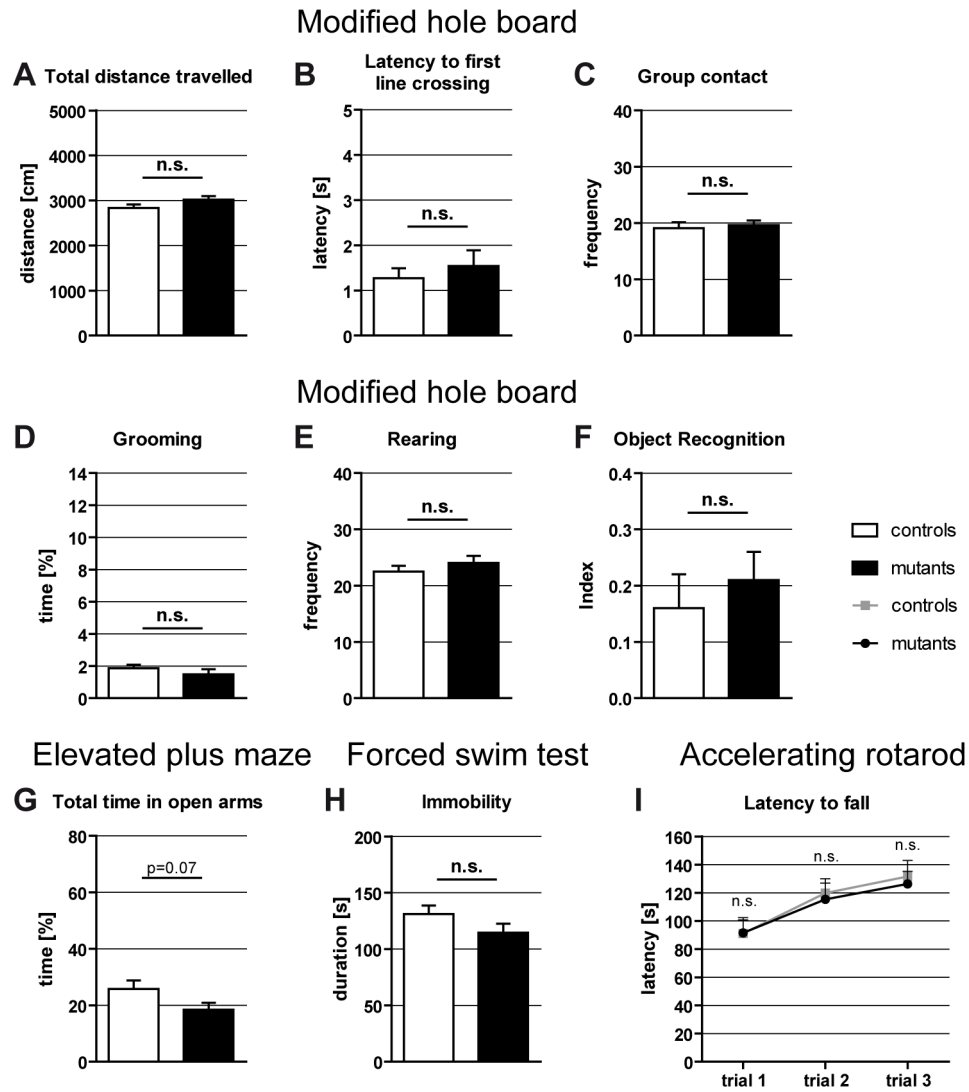 Modified hole board
A Total distance travelled
distance [cm]
5000
4000
3000
2000
1000
0
n.s.
B Latency to first
line crossing
latency [s]
5
4
3
2
1
0
n.s.
C Group contact
frequency
40
30
20
10
0
n.s.
Modified hole board
D Grooming
time [%]
14
12
10
8
6
4
2
0
n.s.
E Rearing
frequency
40
30
20
10
0
n.s.
F Object Recognition
Index
0.4
0.3
0.2
0.1
0.0
n.s.
controls
mutants
controls
mutants
Elevated plus maze
G Total time in open arms
time [%]
80
60
40
20
0
p=0.07
Forced swim test
H Immobility
duration [s]
200
150
100
50
0
n.s.
Accelerating rotarod
I Latency to fall
latency [s]
160
140
120
100
80
60
40
20
0
n.s.
n.s.
n.s.
trial 1 trial 2 trial 3